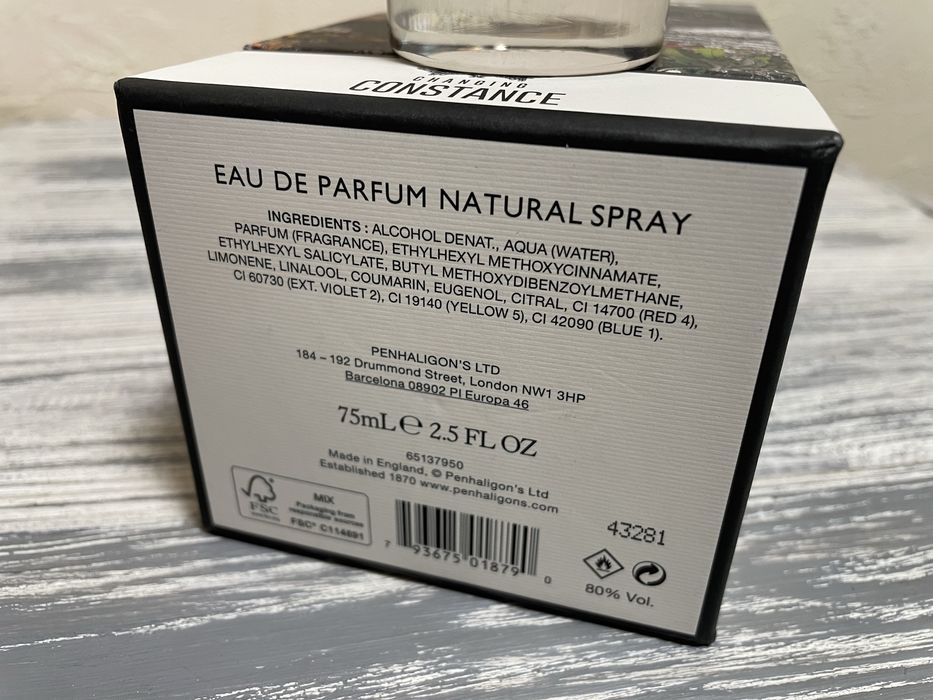 CHANGING
CONSTANCE
EAU DE PARFUM NATURAL SPRAY
INGREDIENTS : ALCOHOL DENAT., AQUA (WATER),
PARFUM (FRAGRANCE), ETHYLHEXYL METHOXYCINNAMATE,
ETHYLHEXYL SALICYLATE, BUTYL METHOXYDIBENZOYLMETHANE,
LIMONENE, LINALOOL, COUMARIN, EUGENOL, CITRAL, CI 14700 (RED 4),
CI 60730 (EXT. VIOLET 2), CI 19140 (YELLOW 5), CI 42090 (BLUE 1).
PENHALIGON'S LTD
184 – 192 Drummond Street, London NW1 3HP
Barcelona 08902 Pl Europa 46
75mL ℮ 2.5 FL OZ
65137950
Made in England, © Penhaligon's Ltd
Established 1870 www.penhaligons.com
FSC
MIX
Packaging from
responsible sources
FSC® C114691
7 93675 01879 0
43281
80% Vol.